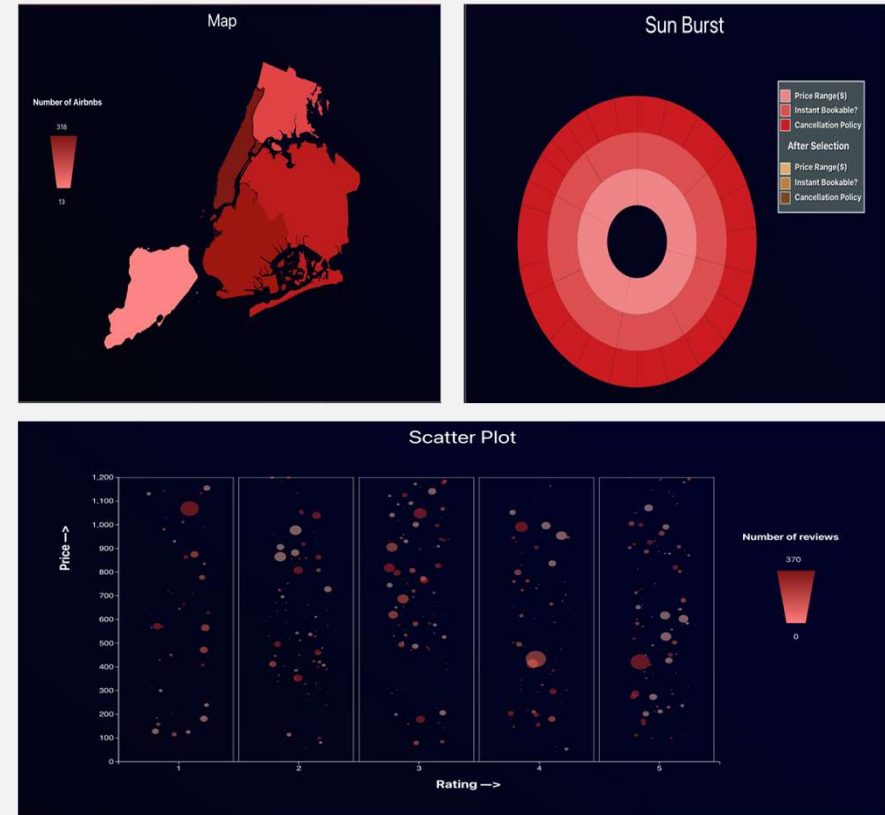 Map
Number of Airbnbs
318
13
Sun Burst
Price Range($)
Instant Bookable?
Cancellation Policy
After Selection
Price Range($)
Instant Bookable?
Cancellation Policy
Scatter Plot
Price —>
1,200
1,100
1,000
900
800
700
600
500
400
300
200
100
0
1 2 3 4 5
Rating —>
Number of reviews
370
0